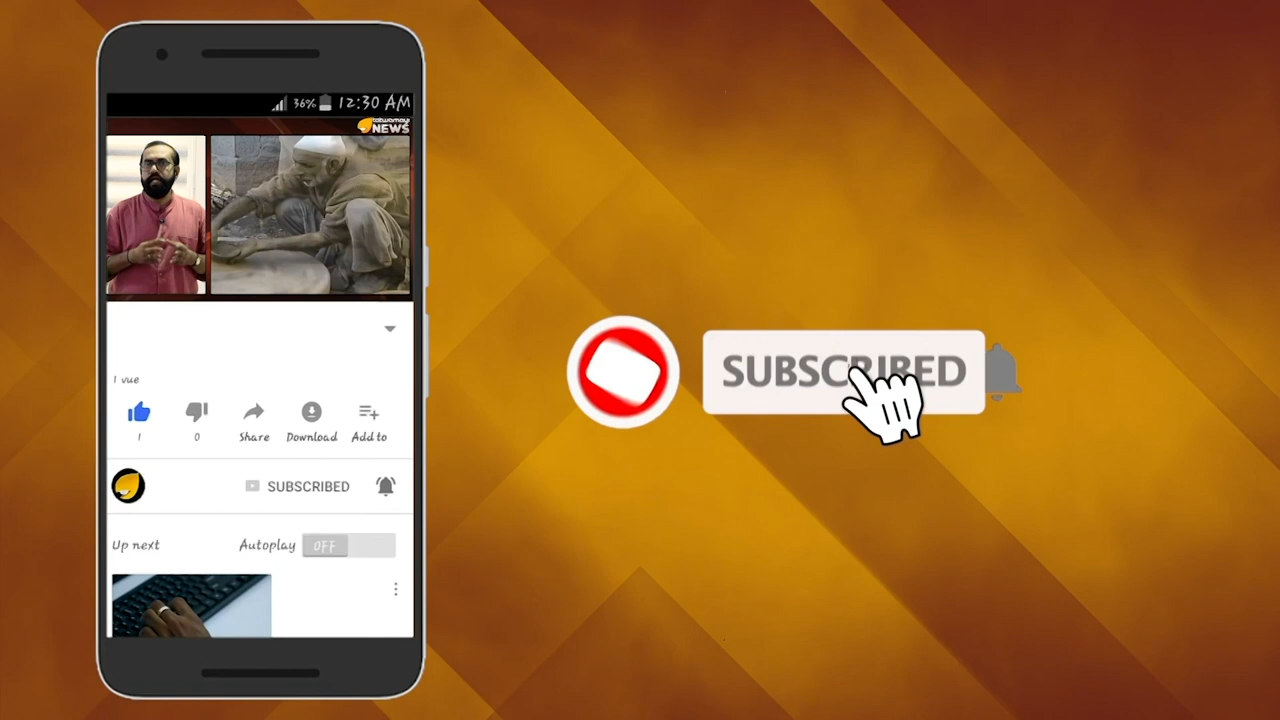 36% 12:30 AM
tatwamayi
NEWS
1 vue
1
0
Share
Download
Add to
SUBSCRIBED
Up next
Autoplay
OFF
SUBSCRIBED